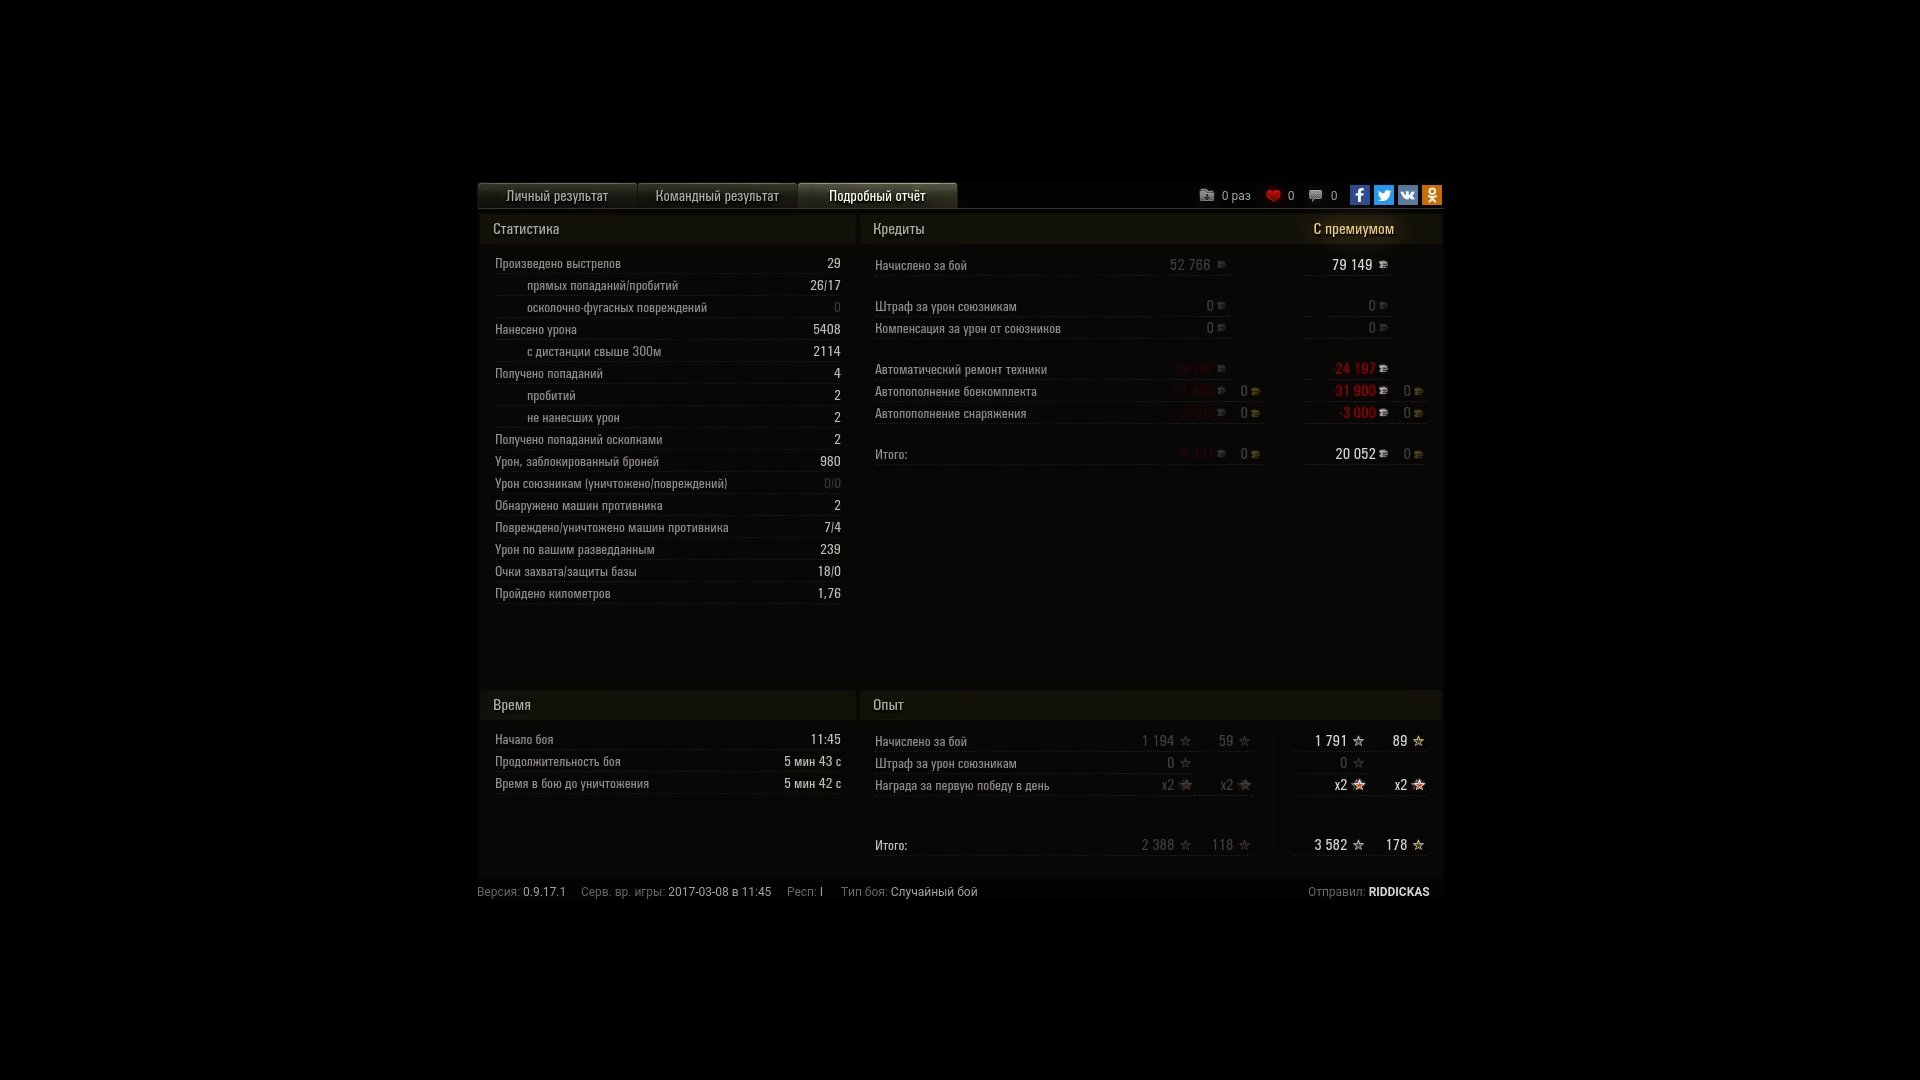 Личный результат Командный результат Подробный отчёт 0 раз 0 0
Статистика
Произведено выстрелов 29
прямых попаданий/пробитий 26/17
осколочно-фугасных повреждений 0
Нанесено урона 5408
с дистанции свыше 300м 2114
Получено попаданий 4
пробитий 2
не нанесших урон 2
Получено попаданий осколками 2
Урон, заблокированный броней 980
Урон союзникам (уничтожено/повреждений) 0/0
Обнаружено машин противника 2
Повреждено/уничтожено машин противника 7/4
Урон по вашим разведданным 239
Очки захвата/защиты базы 18/0
Пройдено километров 1,76
Кредиты С премиумом
Начислено за бой 52 766 79 149
Штраф за урон союзникам 0 0
Компенсация за урон от союзников 0 0
Автоматический ремонт техники -24 197
Автопополнение боекомплекта 0 -31 900 0
Автопополнение снаряжения 0 -3 000 0
Итого: 0 20 052 0
Время
Начало боя 11:45
Продолжительность боя 5 мин 43 с
Время в бою до уничтожения 5 мин 42 с
Опыт
Начислено за бой 1 194 59 1 791 89
Штраф за урон союзникам 0 0
Награда за первую победу в день x2 x2 x2 x2
Итого: 2 388 118 3 582 178
Версия: 0.9.17.1 Серв. вр. игры: 2017-03-08 в 11:45 Респ: I Тип боя: Случайный бой Отправил: RIDDICKAS